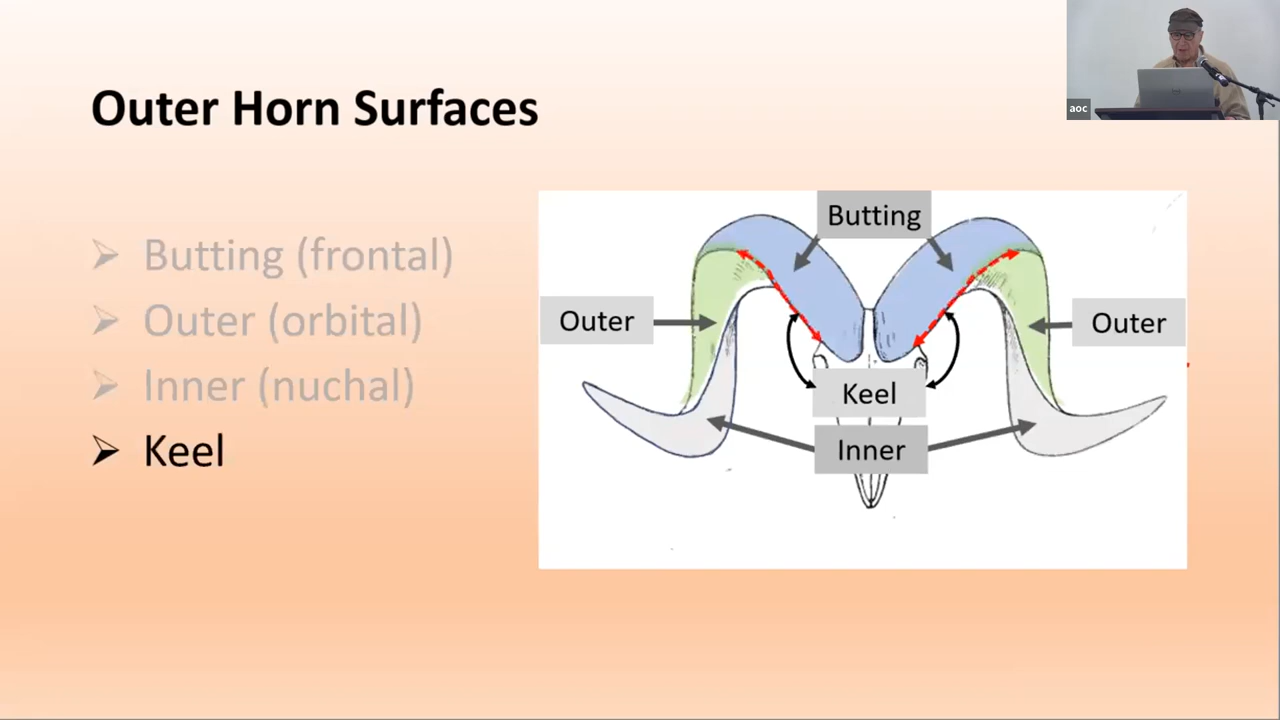 aoc
Outer Horn Surfaces
Butting (frontal)
Outer (orbital)
Inner (nuchal)
Keel
Butting
Outer
Outer
Keel
Inner